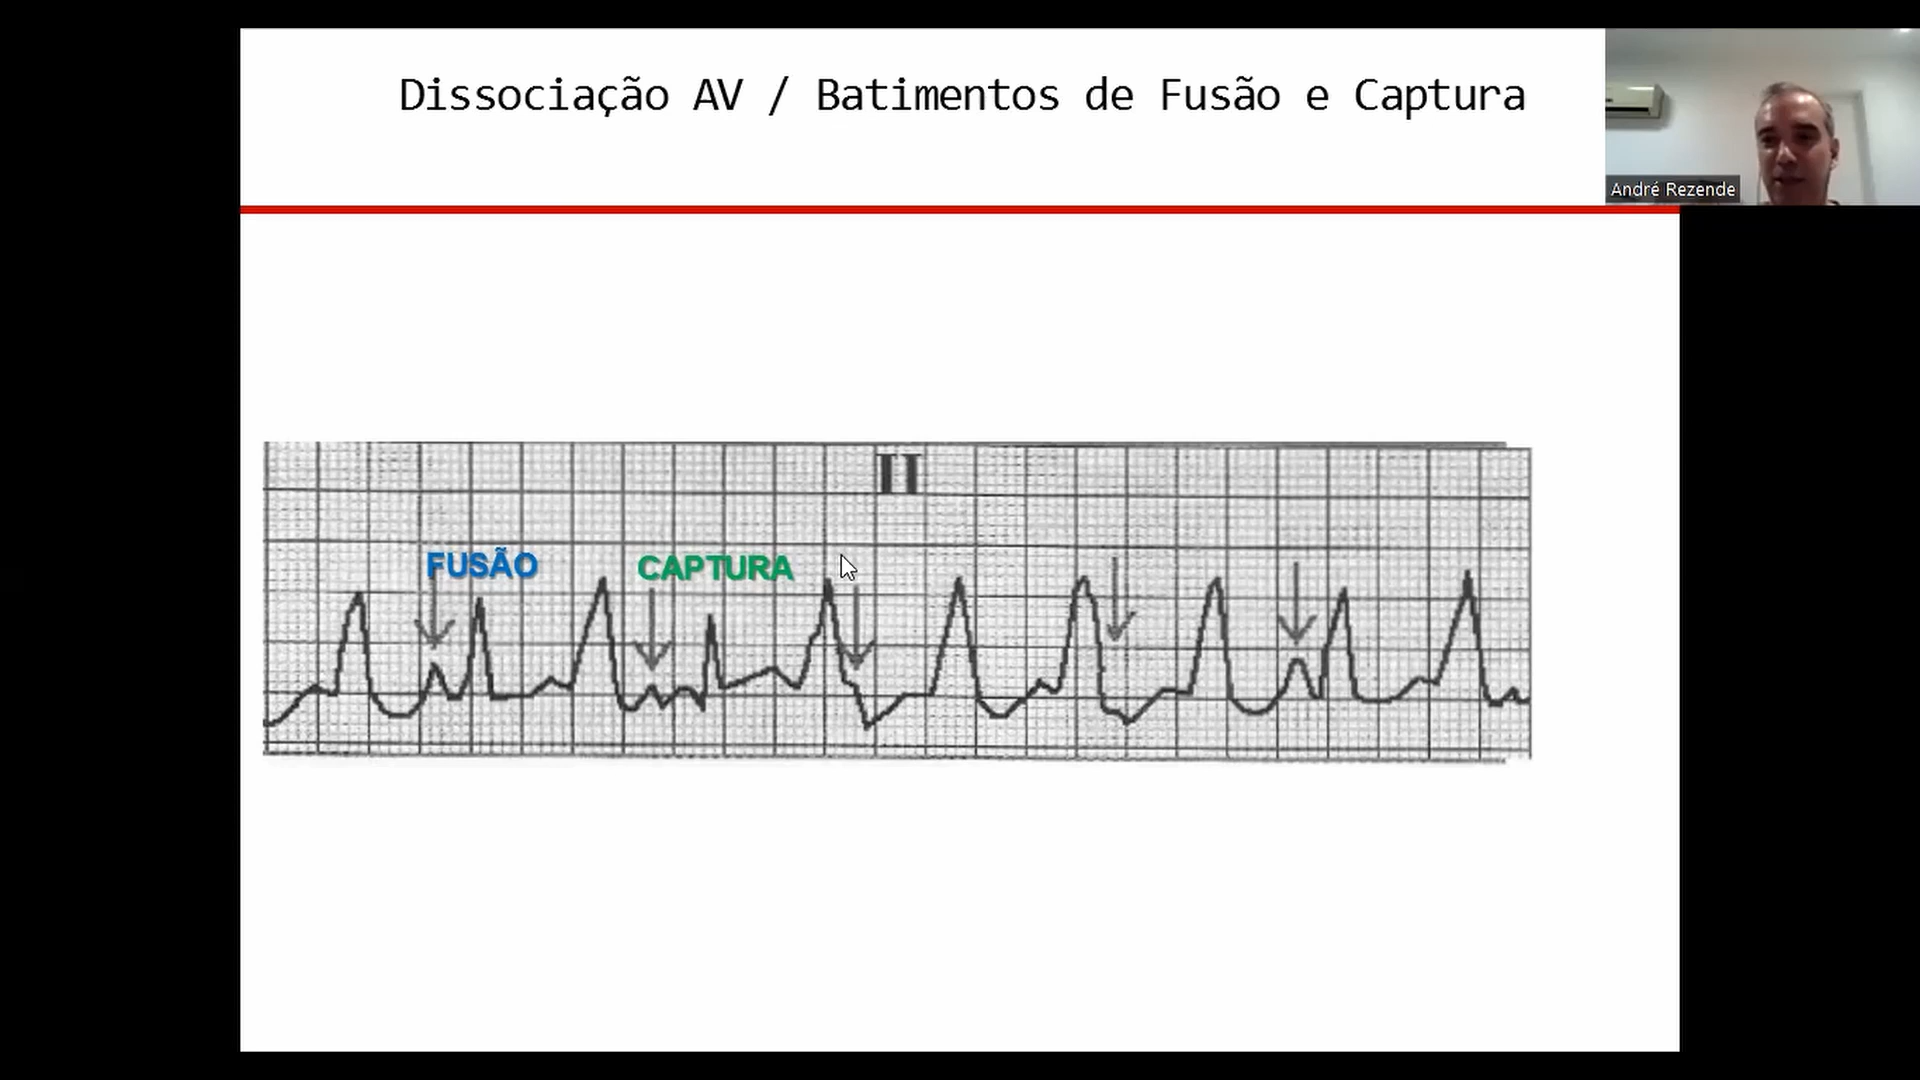 Dissociação AV / Batimentos de Fusão e Captura
André Rezende
II
FUSÃO
CAPTURA